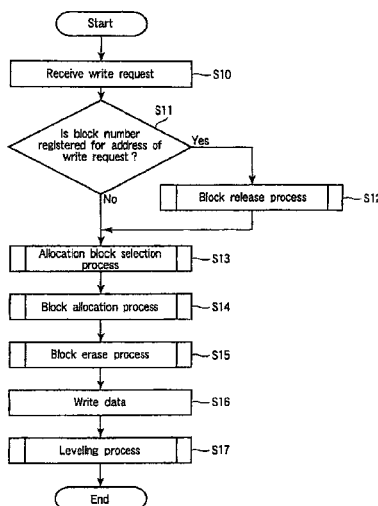 Start
Receive write request
S10
S11
Is block number
registered for address of
write request ?
Yes
No
Block release process
S12
Allocation block selection
process
S13
Block allocation process
S14
Block erase process
S15
Write data
S16
Leveling process
S17
End